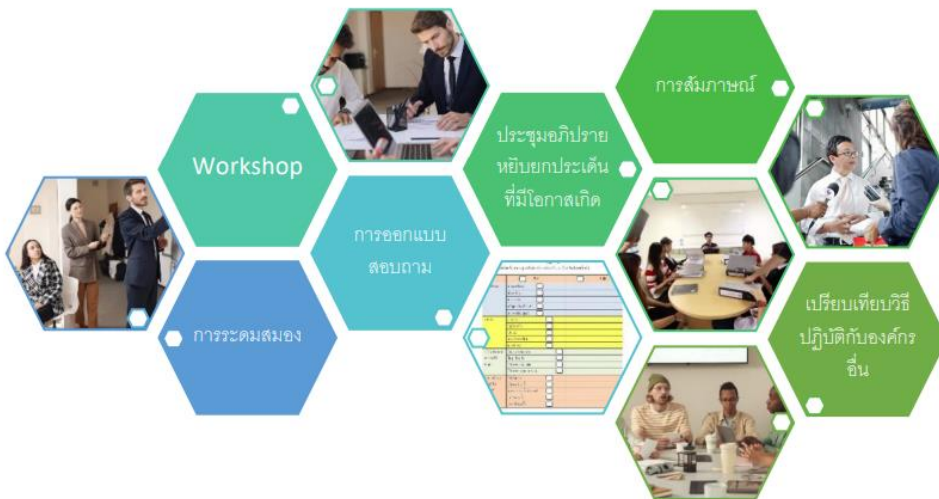 การสัมภาษณ์
ประชุมอภิปราย
หยิบยกประเด็น
ที่มีโอกาสเกิด
Workshop
การออกแบบ
สอบถาม
เปรียบเทียบวิธี
ปฏิบัติกับองค์กร
อื่น
การระดมสมอง